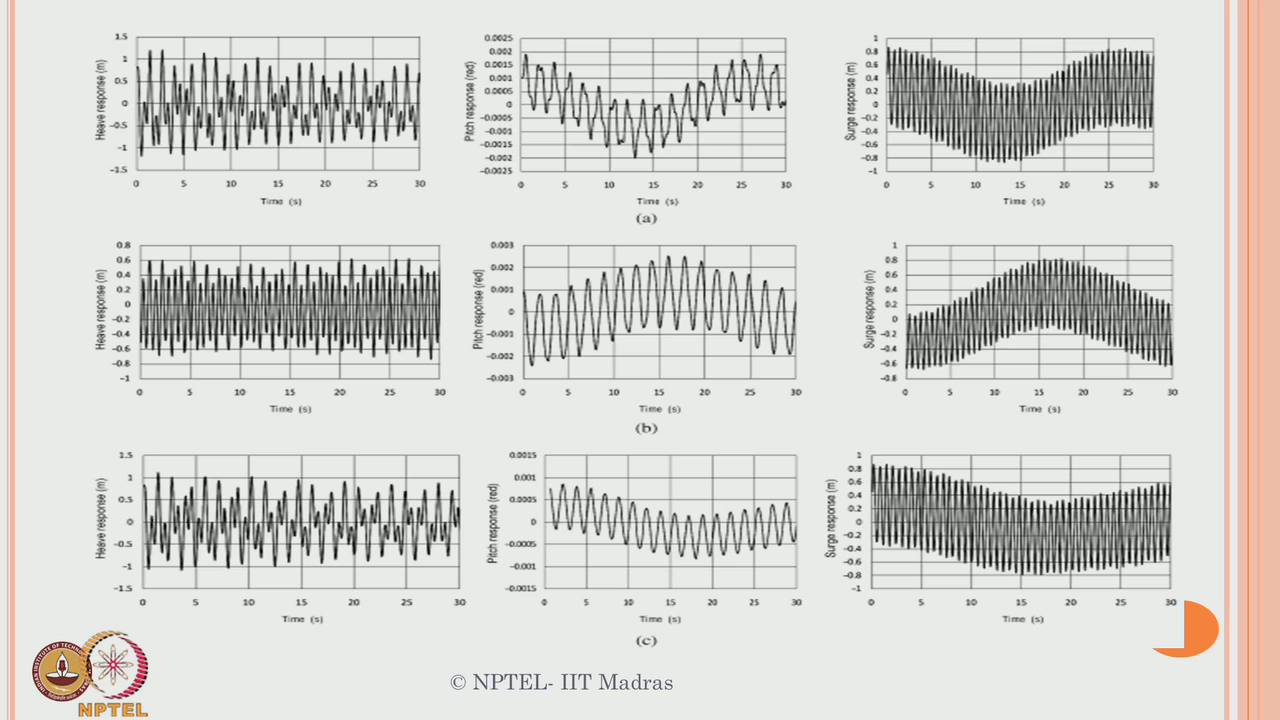 1.5
1
0.5
0
−0.5
−1
−1.5
Heave response (m)
0 5 10 15 20 25 30
Time (s)
0.0025
0.002
0.0015
0.001
0.0005
0
−0.0005
−0.001
−0.0015
−0.002
−0.0025
Pitch response (red)
0 5 10 15 20 25 30
Time (s)
1
0.8
0.6
0.4
0.2
0
−0.2
−0.4
−0.6
−0.8
−1
Surge response (m)
0 5 10 15 20 25 30
Time (s)
(a)
0.8
0.6
0.4
0.2
0
−0.2
−0.4
−0.6
−0.8
−1
Heave response (m)
0 5 10 15 20 25 30
Time (s)
0.003
0.002
0.001
0
−0.001
−0.002
−0.003
Pitch response (red)
0 5 10 15 20 25 30
Time (s)
1
0.8
0.6
0.4
0.2
0
−0.2
−0.4
−0.6
−0.8
Surge response (m)
0 5 10 15 20 25 30
Time (s)
(b)
1.5
1
0.5
0
−0.5
−1
−1.5
Heave response (m)
0 5 10 15 20 25 30
Time (s)
0.0015
0.001
0.0005
0
−0.0005
−0.001
−0.0015
Pitch response (red)
0 5 10 15 20 25 30
Time (s)
1
0.8
0.6
0.4
0.2
0
−0.2
−0.4
−0.6
−0.8
−1
Surge response (m)
0 5 10 15 20 25 30
Time (s)
(c)
NPTEL
© NPTEL- IIT Madras